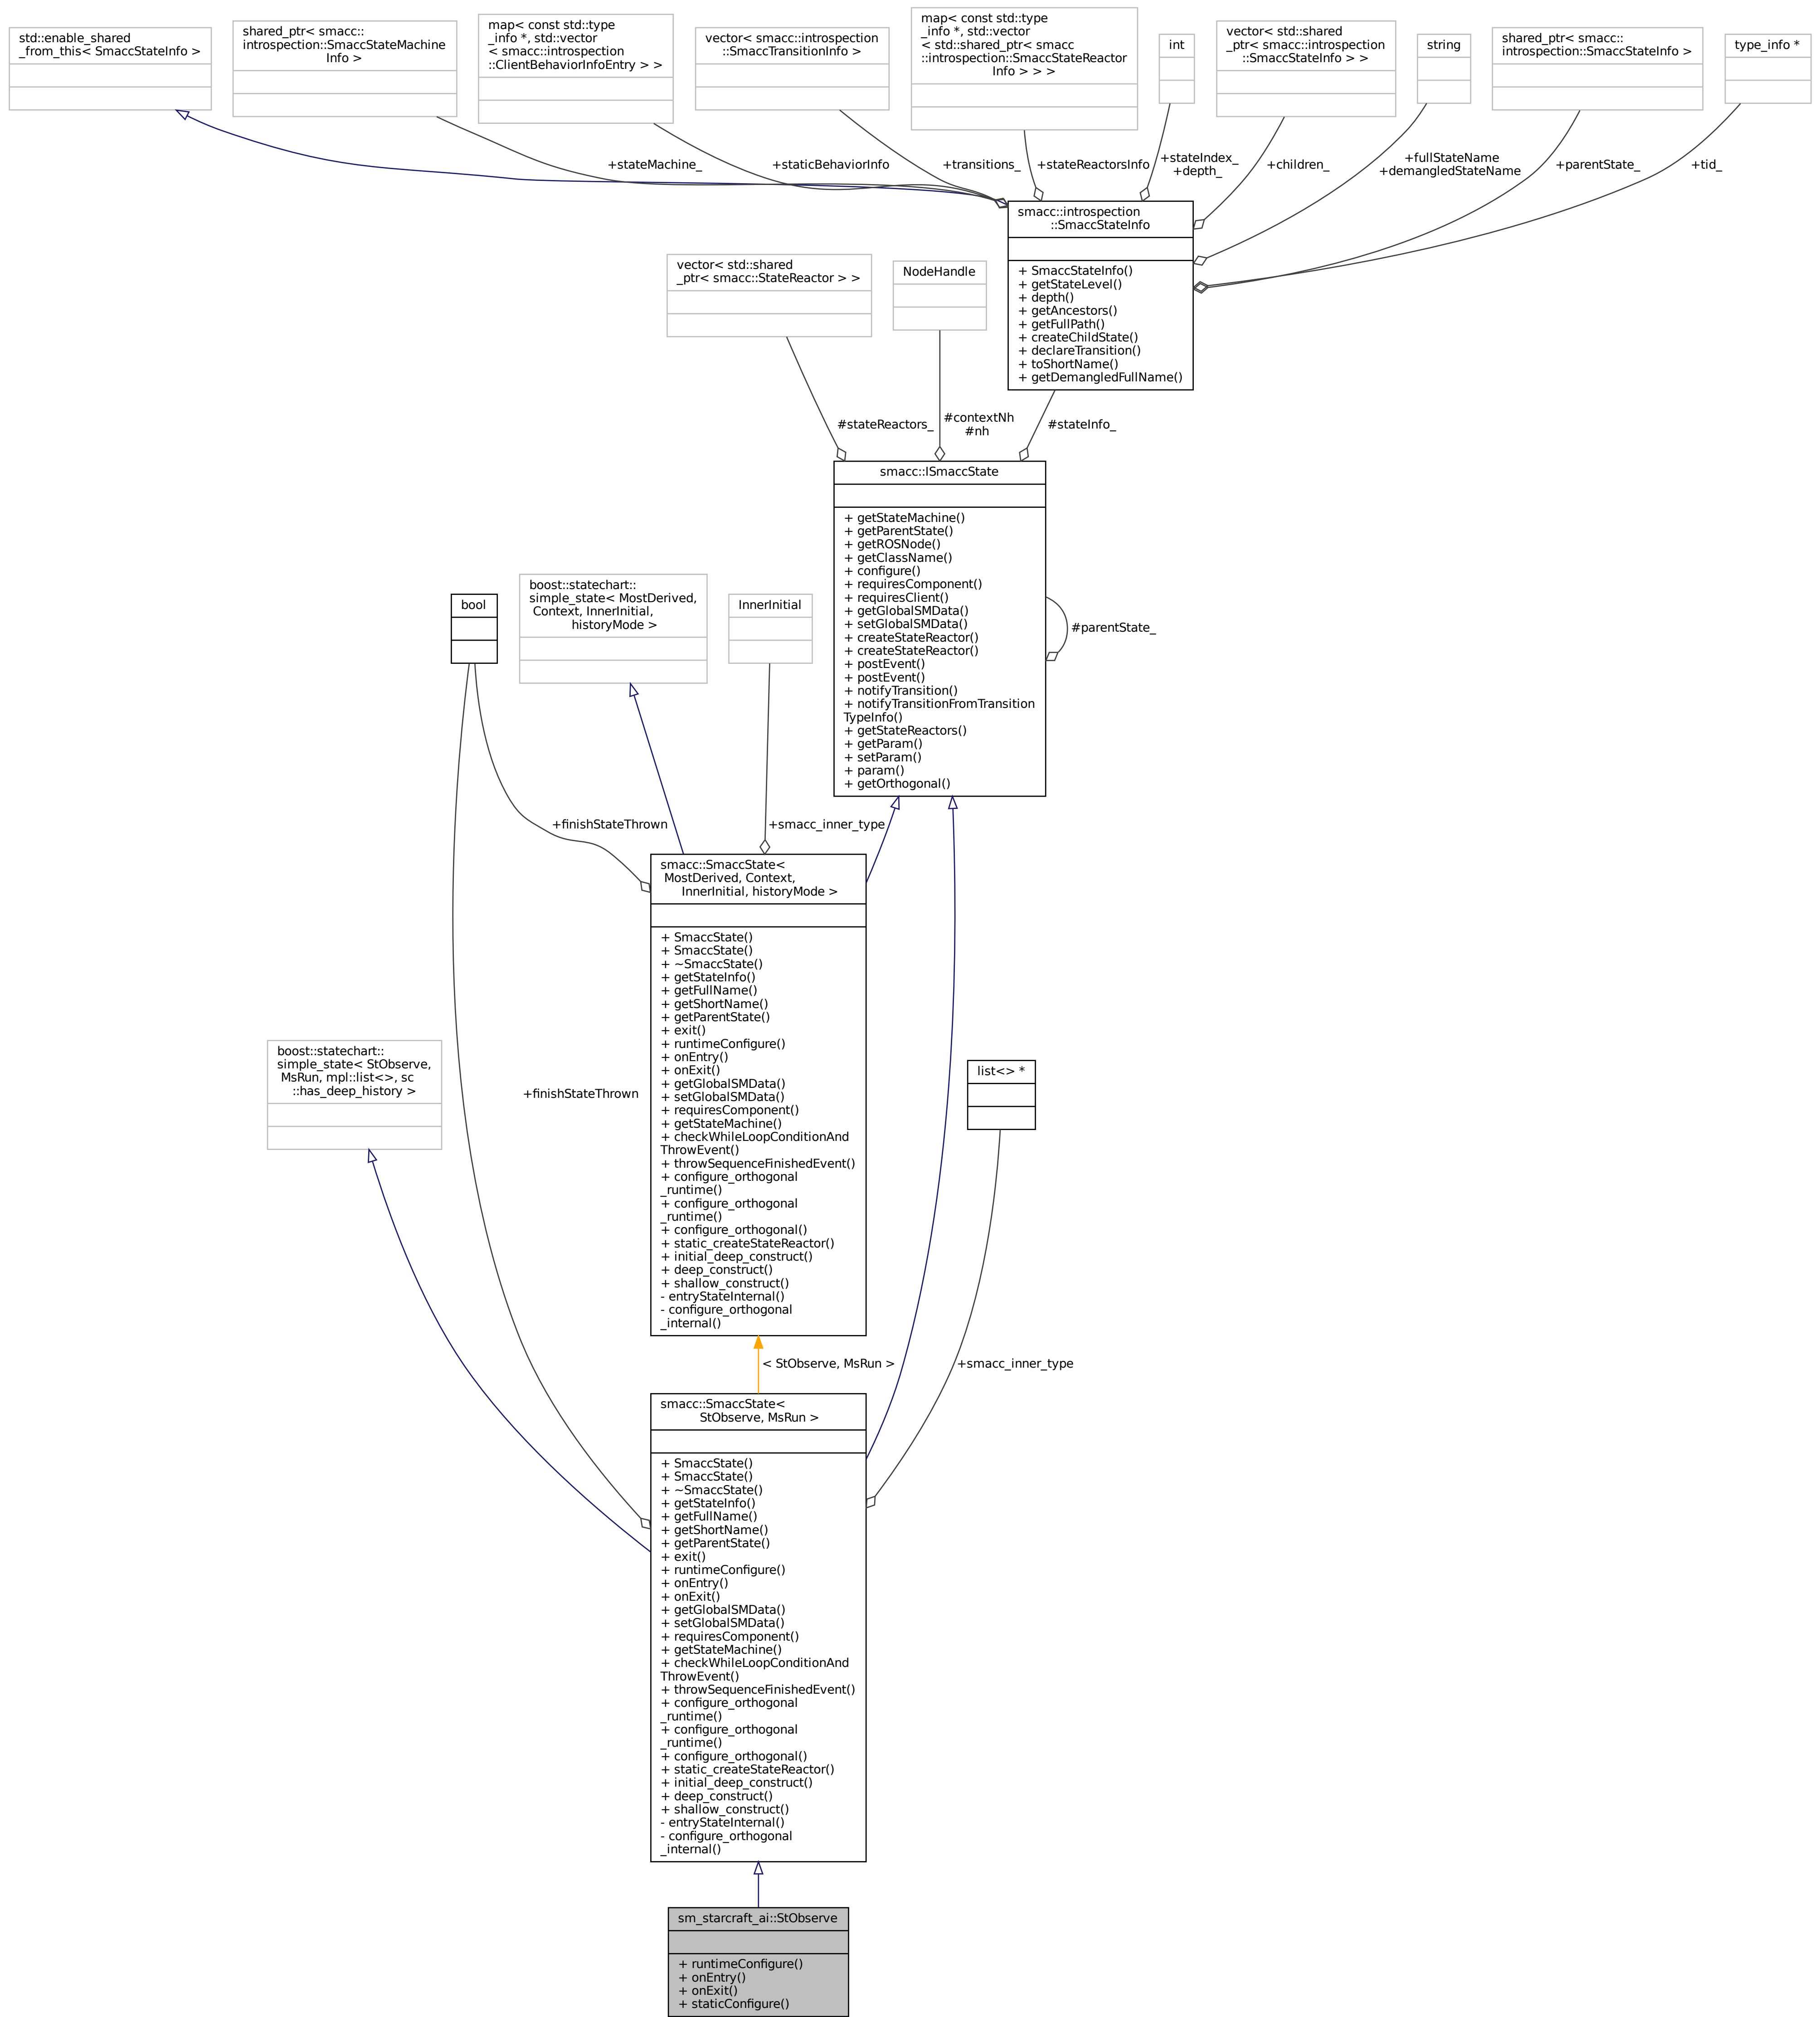 std::enable_shared
_from_this< SmaccStateInfo >
shared_ptr< smacc::
introspection::SmaccStateMachine
Info >
map< const std::type
_info *, std::vector
< smacc::introspection
::ClientBehaviorInfoEntry > >
vector< smacc::introspection
::SmaccTransitionInfo >
map< const std::type
_info *, std::vector
< std::shared_ptr< smacc
::introspection::SmaccStateReactor
Info > > >
int
vector< std::shared
_ptr< smacc::introspection
::SmaccStateInfo > >
string
shared_ptr< smacc::
introspection::SmaccStateInfo >
type_info *
+stateMachine_
+staticBehaviorInfo
+transitions_
+stateReactorsInfo
+stateIndex_
+depth_
+children_
+fullStateName
+demangledStateName
+parentState_
+tid_
smacc::introspection
::SmaccStateInfo
+ SmaccStateInfo()
+ getStateLevel()
+ depth()
+ getAncestors()
+ getFullPath()
+ createChildState()
+ declareTransition()
+ toShortName()
+ getDemangledFullName()
vector< std::shared
_ptr< smacc::StateReactor > >
NodeHandle
#stateReactors_
#contextNh
#nh
#stateInfo_
smacc::ISmaccState
+ getStateMachine()
+ getParentState()
+ getROSNode()
+ getClassName()
+ configure()
+ requiresComponent()
+ requiresClient()
+ getGlobalSMData()
+ setGlobalSMData()
+ createStateReactor()
+ createStateReactor()
+ postEvent()
+ postEvent()
+ notifyTransition()
+ notifyTransitionFromTransition
TypeInfo()
+ getStateReactors()
+ getParam()
+ setParam()
+ param()
+ getOrthogonal()
#parentState_
bool
boost::statechart::
simple_state< MostDerived,
Context, InnerInitial,
historyMode >
InnerInitial
+finishStateThrown
+smacc_inner_type
smacc::SmaccState<
MostDerived, Context,
InnerInitial, historyMode >
+ SmaccState()
+ SmaccState()
+ ~SmaccState()
+ getStateInfo()
+ getFullName()
+ getShortName()
+ getParentState()
+ exit()
+ runtimeConfigure()
+ onEntry()
+ onExit()
+ getGlobalSMData()
+ setGlobalSMData()
+ requiresComponent()
+ getStateMachine()
+ checkWhileLoopConditionAnd
ThrowEvent()
+ throwSequenceFinishedEvent()
+ configure_orthogonal
_runtime()
+ configure_orthogonal
_runtime()
+ configure_orthogonal()
+ static_createStateReactor()
+ initial_deep_construct()
+ deep_construct()
+ shallow_construct()
- entryStateInternal()
- configure_orthogonal
_internal()
boost::statechart::
simple_state< StObserve,
MsRun, mpl::list<>, sc
::has_deep_history >
+finishStateThrown
list<> *
< StObserve, MsRun >
+smacc_inner_type
smacc::SmaccState<
StObserve, MsRun >
+ SmaccState()
+ SmaccState()
+ ~SmaccState()
+ getStateInfo()
+ getFullName()
+ getShortName()
+ getParentState()
+ exit()
+ runtimeConfigure()
+ onEntry()
+ onExit()
+ getGlobalSMData()
+ setGlobalSMData()
+ requiresComponent()
+ getStateMachine()
+ checkWhileLoopConditionAnd
ThrowEvent()
+ throwSequenceFinishedEvent()
+ configure_orthogonal
_runtime()
+ configure_orthogonal
_runtime()
+ configure_orthogonal()
+ static_createStateReactor()
+ initial_deep_construct()
+ deep_construct()
+ shallow_construct()
- entryStateInternal()
- configure_orthogonal
_internal()
sm_starcraft_ai::StObserve
+ runtimeConfigure()
+ onEntry()
+ onExit()
+ staticConfigure()